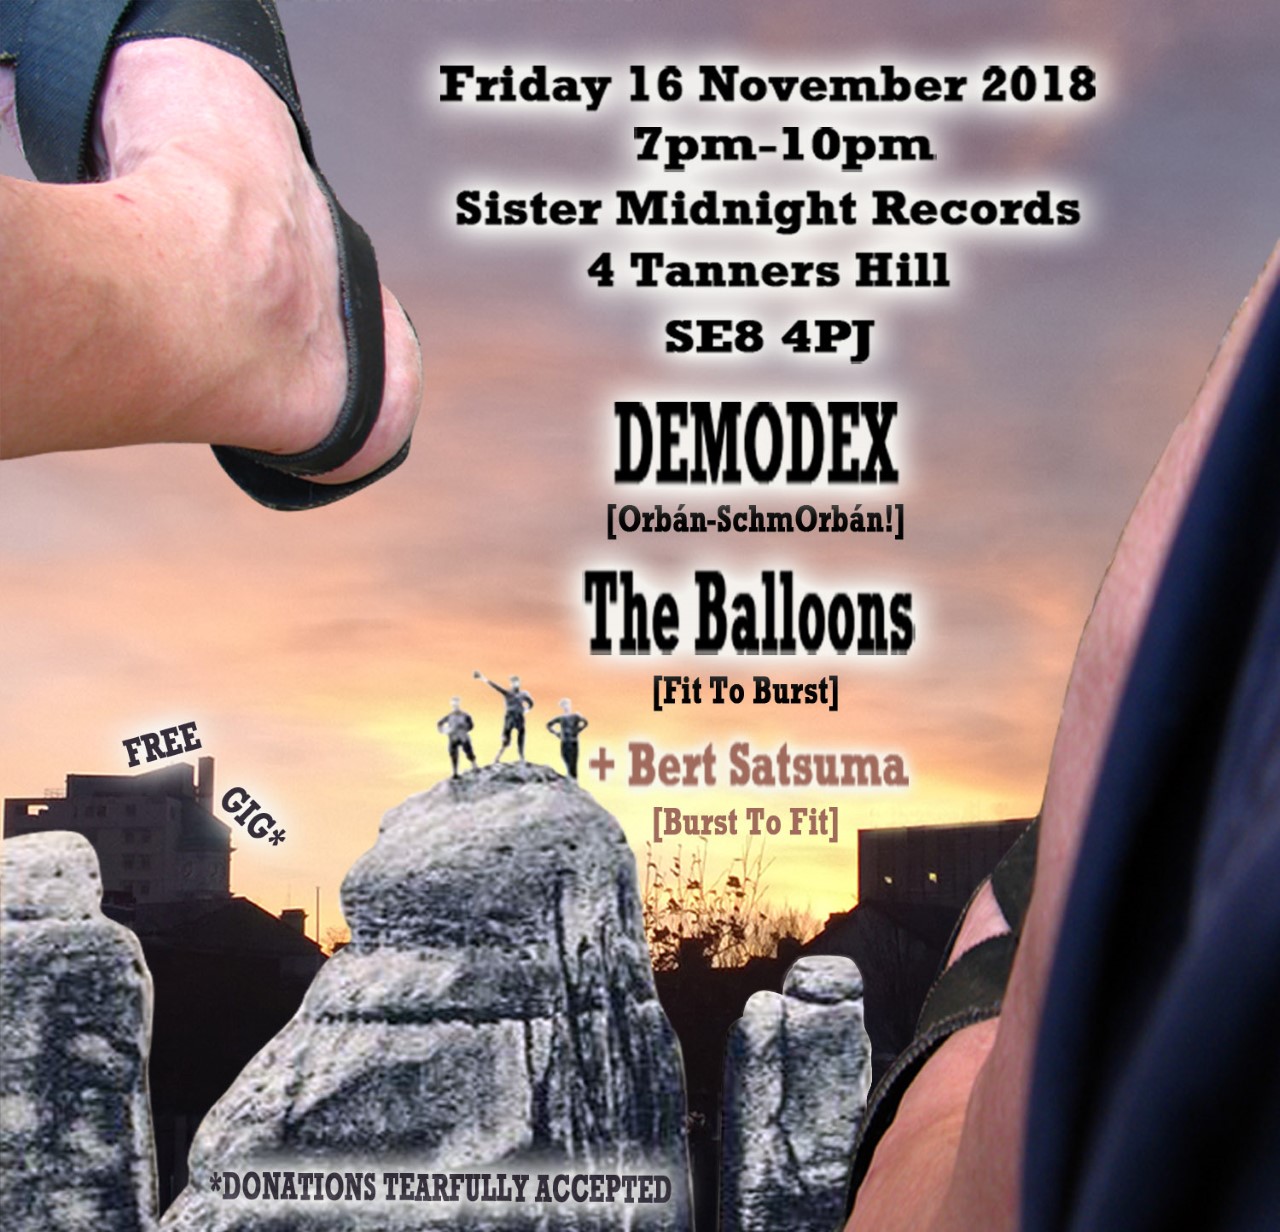 Friday 16 November 2018
7pm-10pm
Sister Midnight Records
4 Tanners Hill
SE8 4PJ
DEMODEX
[Orbán-SchmOrbán!]
The Balloons
[Fit To Burst]
+ Bert Satsuma
[Burst To Fit]
FREE
GIG*
*DONATIONS TEARFULLY ACCEPTED